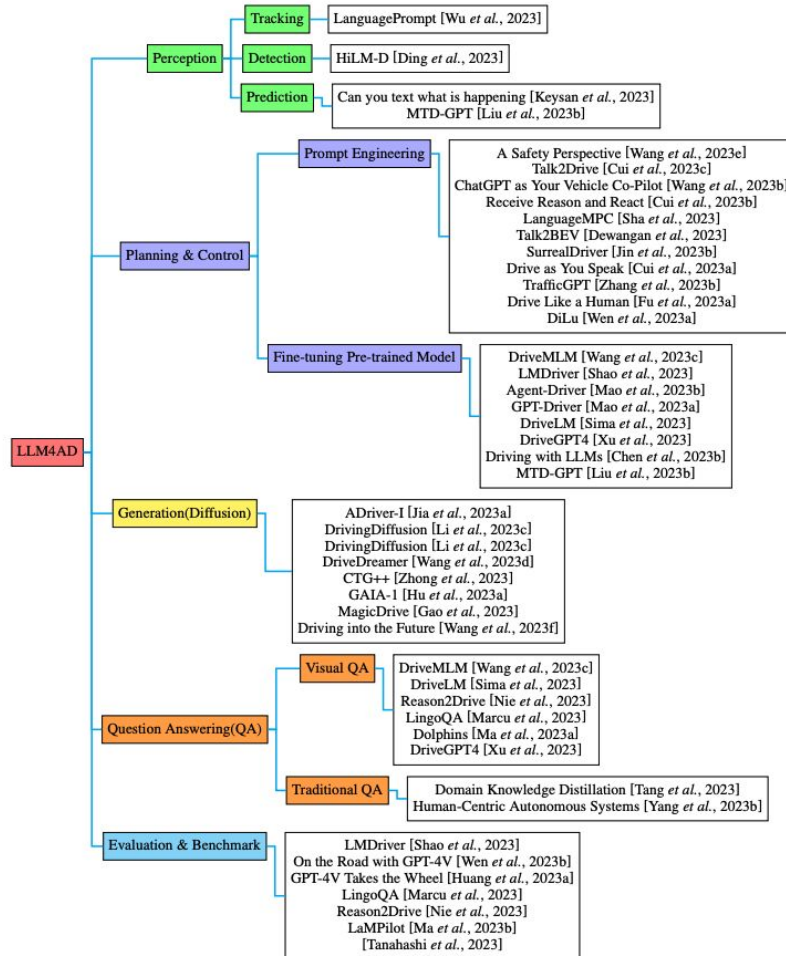 LLM4AD
Perception
Tracking
LanguagePrompt [Wu et al., 2023]
Detection
HiLM-D [Ding et al., 2023]
Prediction
Can you text what is happening [Keysan et al., 2023]
MTD-GPT [Liu et al., 2023b]
Planning & Control
Prompt Engineering
A Safety Perspective [Wang et al., 2023e]
Talk2Drive [Cui et al., 2023c]
ChatGPT as Your Vehicle Co-Pilot [Wang et al., 2023b]
Receive Reason and React [Cui et al., 2023b]
LanguageMPC [Sha et al., 2023]
Talk2BEV [Dewangan et al., 2023]
SurrealDriver [Jin et al., 2023b]
Drive as You Speak [Cui et al., 2023a]
TrafficGPT [Zhang et al., 2023b]
Drive Like a Human [Fu et al., 2023a]
DiLu [Wen et al., 2023a]
Fine-tuning Pre-trained Model
DriveMLM [Wang et al., 2023c]
LMDriver [Shao et al., 2023]
Agent-Driver [Mao et al., 2023b]
GPT-Driver [Mao et al., 2023a]
DriveLM [Sima et al., 2023]
DriveGPT4 [Xu et al., 2023]
Driving with LLMs [Chen et al., 2023b]
MTD-GPT [Liu et al., 2023b]
Generation(Diffusion)
ADriver-I [Jia et al., 2023a]
DrivingDiffusion [Li et al., 2023c]
DrivingDiffusion [Li et al., 2023c]
DriveDreamer [Wang et al., 2023d]
CTG++ [Zhong et al., 2023]
GAIA-1 [Hu et al., 2023a]
MagicDrive [Gao et al., 2023]
Driving into the Future [Wang et al., 2023f]
Question Answering(QA)
Visual QA
DriveMLM [Wang et al., 2023c]
DriveLM [Sima et al., 2023]
Reason2Drive [Nie et al., 2023]
LingoQA [Marcu et al., 2023]
Dolphins [Ma et al., 2023a]
DriveGPT4 [Xu et al., 2023]
Traditional QA
Domain Knowledge Distillation [Tang et al., 2023]
Human-Centric Autonomous Systems [Yang et al., 2023b]
Evaluation & Benchmark
LMDriver [Shao et al., 2023]
On the Road with GPT-4V [Wen et al., 2023b]
GPT-4V Takes the Wheel [Huang et al., 2023a]
LingoQA [Marcu et al., 2023]
Reason2Drive [Nie et al., 2023]
LaMPilot [Ma et al., 2023b]
[Tanahashi et al., 2023]